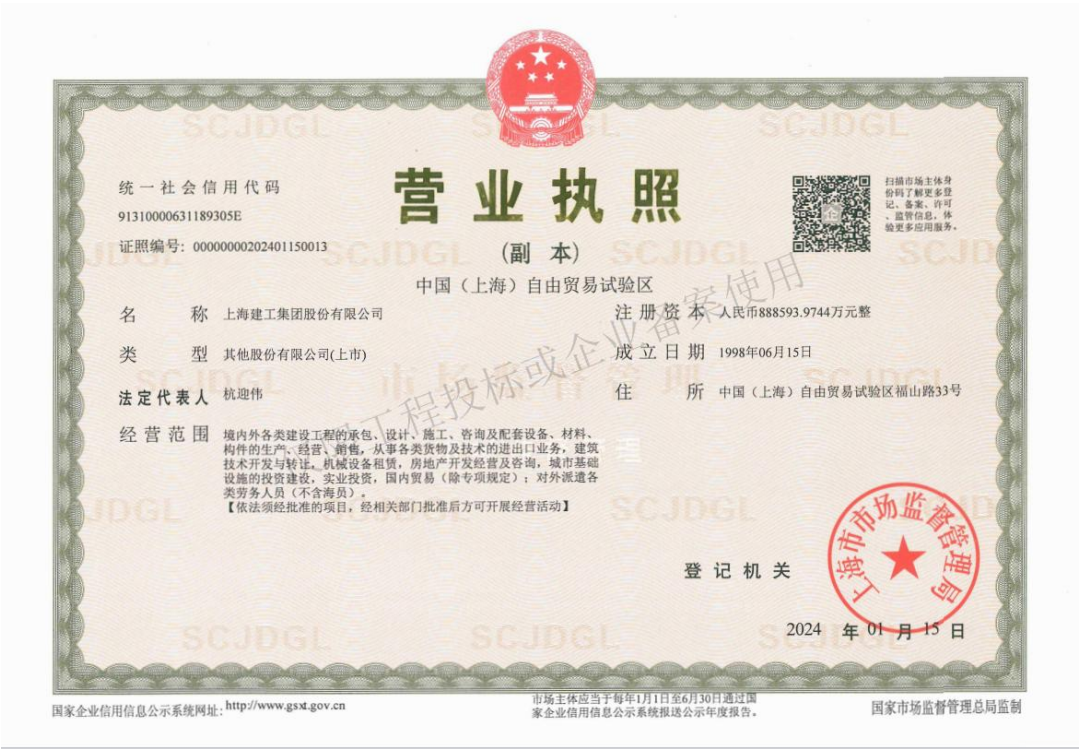 营业执照
(副 本)
中国（上海）自由贸易试验区
统一社会信用代码
91310000631189305E
证照编号：00000000202401150013
扫描市场主体身
份码了解更多登
记、备案、许可
、监管信息，体
验更多应用服务。
名 称 上海建工集团股份有限公司
类 型 其他股份有限公司(上市)
法定代表人 杭迎伟
经营范围 境内外各类建设工程的承包、设计、施工、咨询及配套设备、材料、
构件的生产、经营、销售，从事各类货物及技术的进出口业务，建筑
技术开发与转让，机械设备租赁，房地产开发经营及咨询，城市基础
设施的投资建设，实业投资，国内贸易（除专项规定）；对外派遣各
类劳务人员（不含海员）。
【依法须经批准的项目，经相关部门批准后方可开展经营活动】
注册资本 人民币888593.9744万元整
成立日期 1998年06月15日
住 所 中国（上海）自由贸易试验区福山路33号
工程投标或企业备案使用
登记机关
上海市市场监督管理局
2024 年 01 月 15 日
SCJDGL
国家企业信用信息公示系统网址：http://www.gsxt.gov.cn
市场主体应当于每年1月1日至6月30日通过国
家企业信用信息公示系统报送公示年度报告。
国家市场监督管理总局监制